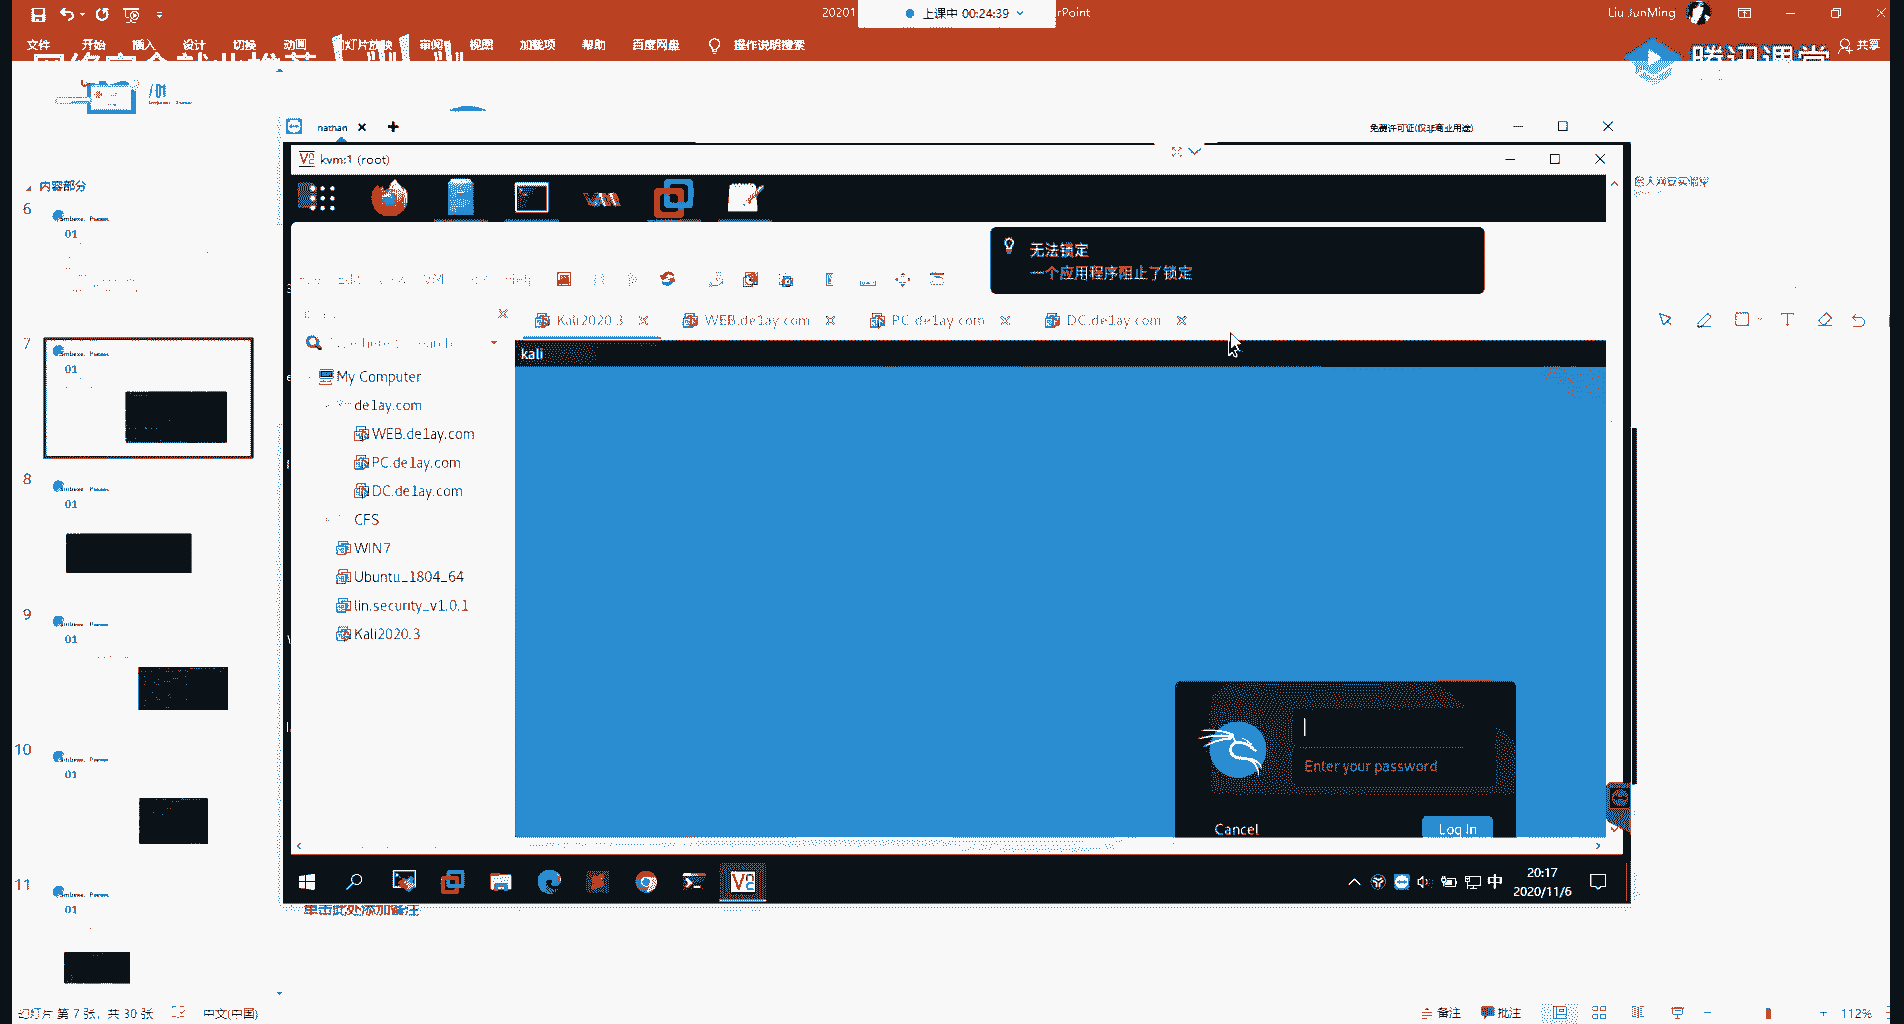 20201
上课中 00:24:39
rPoint
Liu JunMing
文件
开始
插入
设计
切换
动画
幻灯片放映
审阅
视图
加载项
帮助
百度网盘
操作说明搜索
共享
腾讯课堂
/01
nathan
免费许可证(仅非商业用途)
内容部分
kvm:1 (root)
6
01
无法锁定
一个应用程序阻止了锁定
Kali2020.3
WEB.de1ay.com
PC.de1ay.com
DC.de1ay.com
Type here to search
7
01
kali
My Computer
de1ay.com
WEB.de1ay.com
PC.de1ay.com
DC.de1ay.com
CFS
WIN7
Ubuntu_1804_64
lin.security_v1.0.1
Kali2020.3
8
01
9
01
10
01
Enter your password
Cancel
Log In
11
01
中
20:17
2020/11/6
单击此处添加备注
幻灯片 第 7 张，共 30 张
中文(中国)
备注
批注
112%